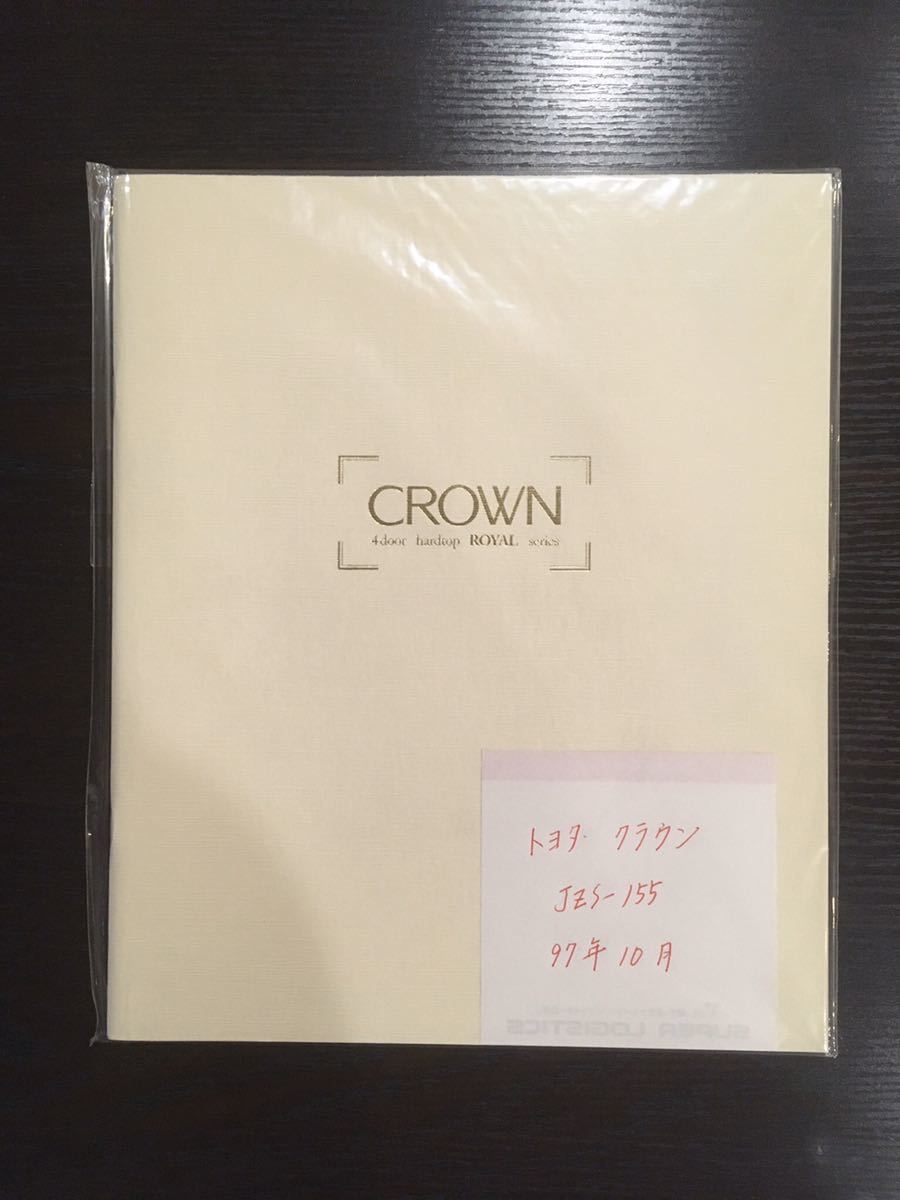 CROWN
4door hardtop ROYAL series
トヨタ クラウン
JZS-155
97年10月
SUPER LOGISTICS